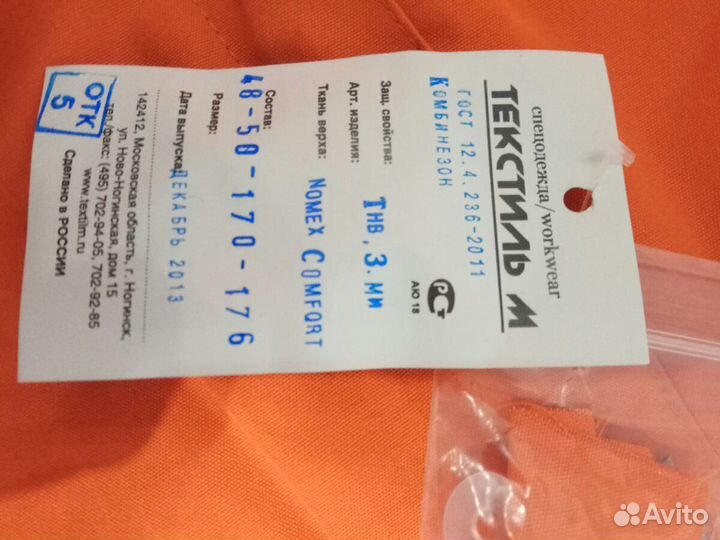 спецодежда/workwear
ТЕКСТИЛЬ М
ГОСТ 12.4.236-2011
КОМБИНЕЗОН
РСТ
АЮ 18
Защ. свойства: ТНВ, З. МИ
Арт. изделия:
Ткань верха: NOMEX COMFORT
Состав:
48-50-170-176
Размер:
Дата выпуска: ДЕКАБРЬ 2013
142412, Московская область, г. Ногинск,
ул. Ново-Ногинская, дом 15
тел./факс: (495) 702-94-05, 702-92-85
www.textilm.ru
Сделано в РОССИИ
ОТК
5
Avito